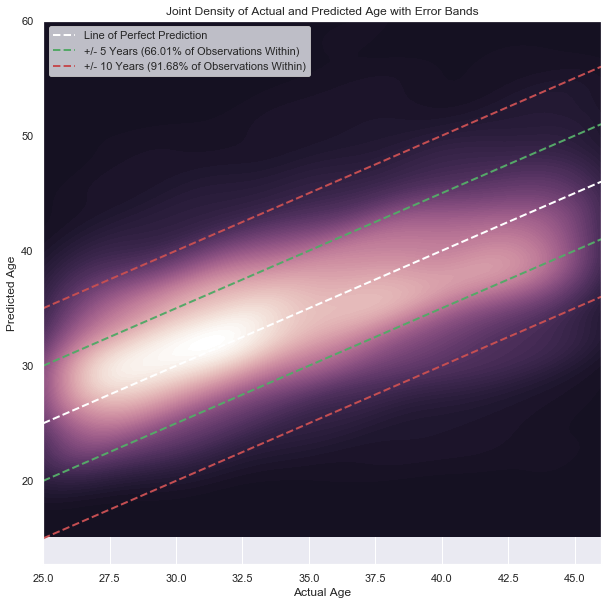 Joint Density of Actual and Predicted Age with Error Bands
Line of Perfect Prediction
+/- 5 Years (66.01% of Observations Within)
+/- 10 Years (91.68% of Observations Within)
60
50
40
30
20
Predicted Age
25.0 27.5 30.0 32.5 35.0 37.5 40.0 42.5 45.0
Actual Age